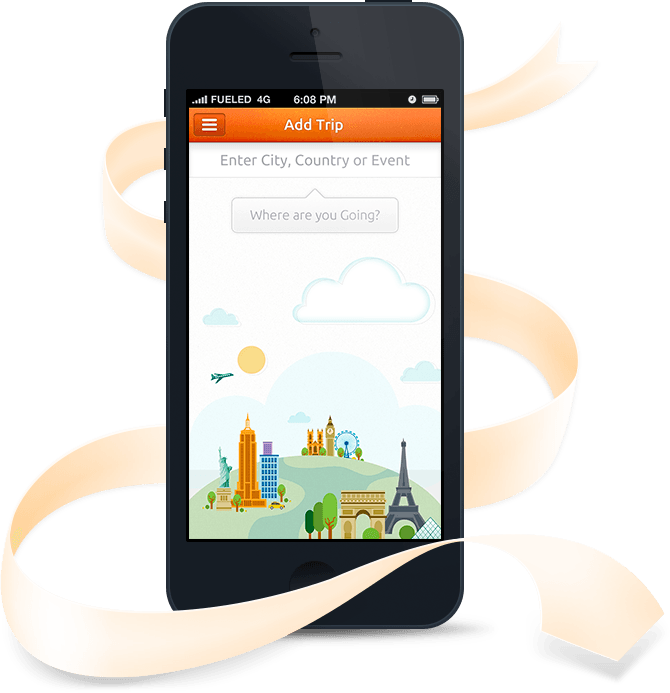 FUELED 4G 6:08 PM
Add Trip
Enter City, Country or Event
Where are you Going?